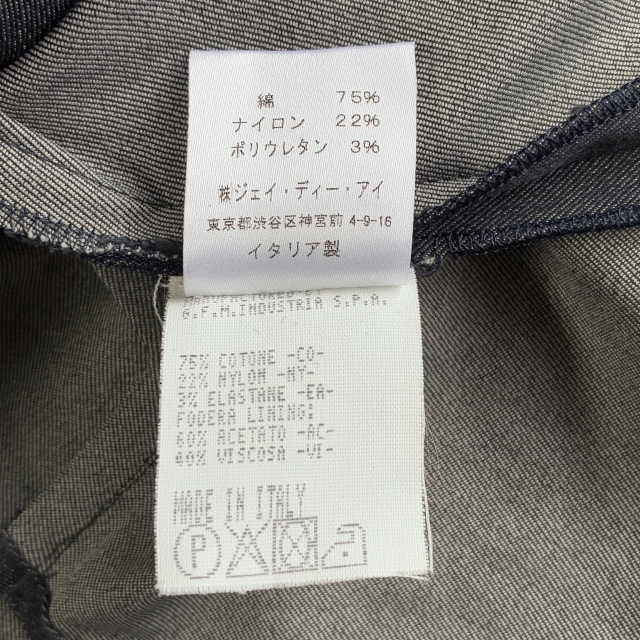 綿 75%
ナイロン 22%
ポリウレタン 3%
㈱ジェイ・ディー・アイ
東京都渋谷区神宮前 4-9-16
イタリア製
MANUFACTURED BY
G.F.M.INDUSTRIA S.P.A.
75% COTONE -CO-
22% NYLON -NY-
3% ELASTANE -EA-
FODERA LINING:
60% ACETATO -AC-
40% VISCOSA -VI-
MADE IN ITALY
P